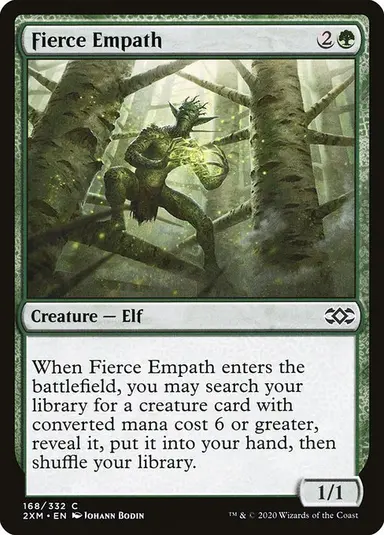 Fierce Empath 2
Creature — Elf
When Fierce Empath enters the
battlefield, you may search your
library for a creature card with
converted mana cost 6 or greater,
reveal it, put it into your hand, then
shuffle your library.
1/1
168/332 C
2XM • EN Johann Bodin
™ & © 2020 Wizards of the Coast